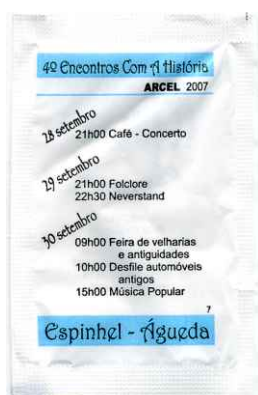 4º Encontros Com A História
ARCEL 2007
28 setembro
21h00 Café - Concerto
29 setembro
21h00 Folclore
22h30 Neverstand
30 setembro
09h00 Feira de velharias
e antiguidades
10h00 Desfile automóveis
antigos
15h00 Música Popular
7
Espinhel - Águeda